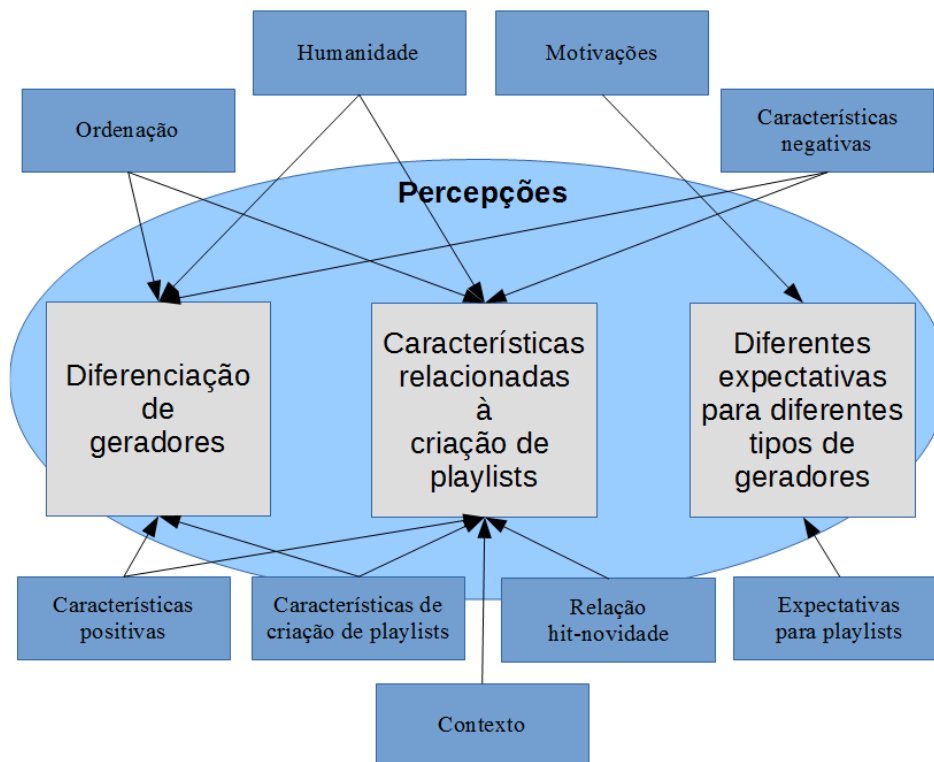 Humanidade
Motivações
Ordenação
Características
negativas
Percepções
Diferenciação
de
geradores
Características
relacionadas
à
criação de
playlists
Diferentes
expectativas
para diferentes
tipos de
geradores
Características
positivas
Características de
criação de playlists
Relação
hit-novidade
Expectativas
para playlists
Contexto